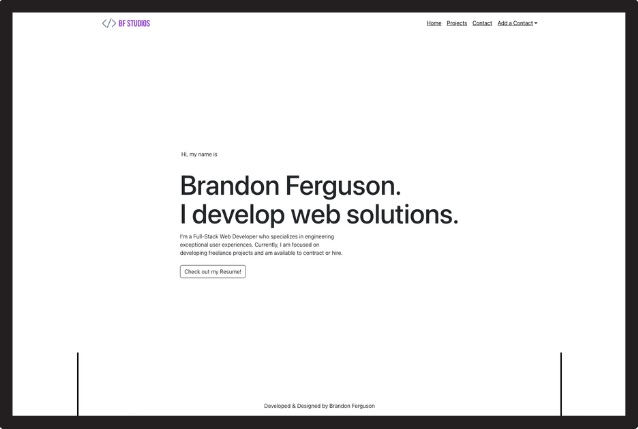 </> BF STUDIOS
Home Projects Contact Add a Contact
Hi, my name is
Brandon Ferguson.
I develop web solutions.
I'm a Full-Stack Web Developer who specializes in engineering
exceptional user experiences. Currently, I am focused on
developing freelance projects and am available to contract or hire.
Check out my Resume!
Developed & Designed by Brandon Ferguson